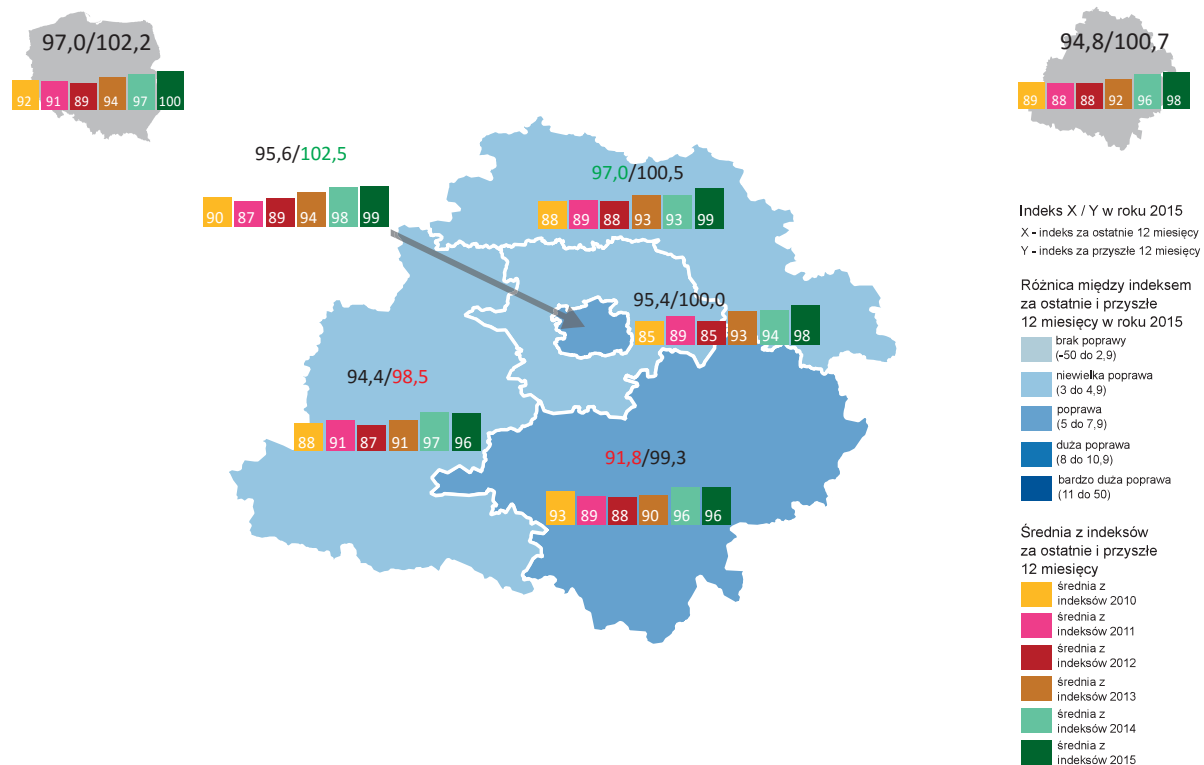 97,0/102,2
92 91 89 94 97 100
94,8/100,7
89 88 88 92 96 98
95,6/102,5
90 87 89 94 98 99
97,0/100,5
88 89 88 93 93 99
95,4/100,0
85 89 85 93 94 98
94,4/98,5
88 91 87 91 97 96
91,8/99,3
93 89 88 90 96 96
Indeks X / Y w roku 2015
X - indeks za ostatnie 12 miesięcy
Y - indeks za przyszłe 12 miesięcy
Różnica między indeksem
za ostatnie i przyszłe
12 miesięcy w roku 2015
brak poprawy
(-50 do 2,9)
niewielka poprawa
(3 do 4,9)
poprawa
(5 do 7,9)
duża poprawa
(8 do 10,9)
bardzo duża poprawa
(11 do 50)
Średnia z indeksów
za ostatnie i przyszłe
12 miesięcy
średnia z
indeksów 2010
średnia z
indeksów 2011
średnia z
indeksów 2012
średnia z
indeksów 2013
średnia z
indeksów 2014
średnia z
indeksów 2015